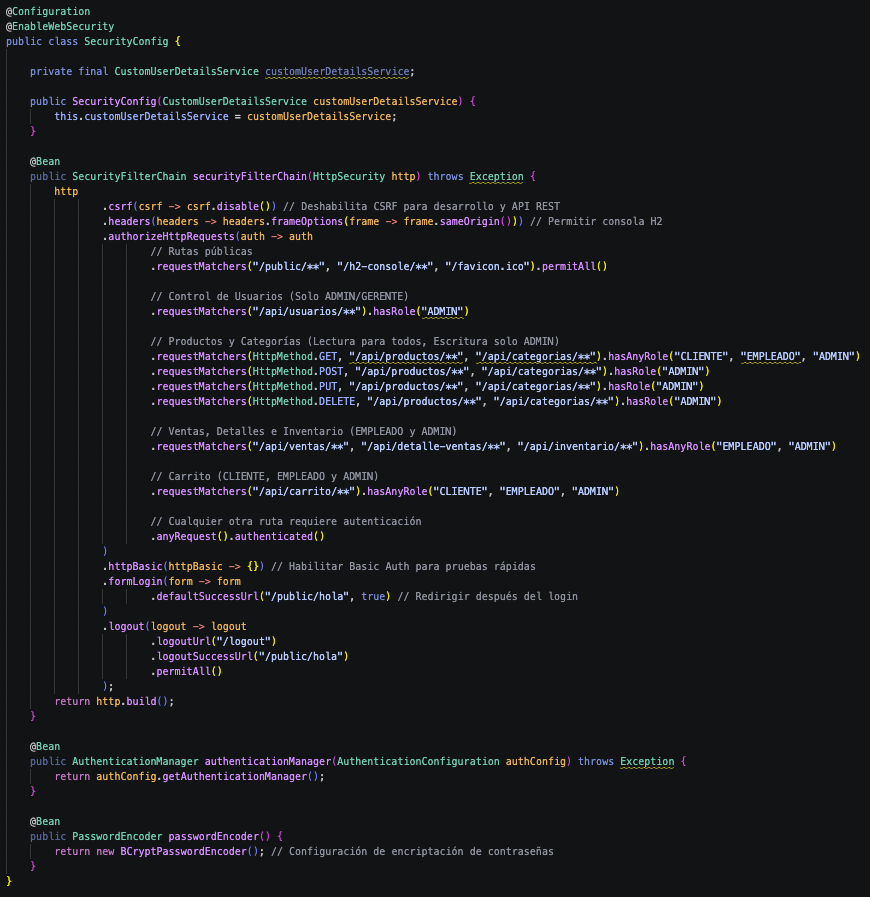 @Configuration
@EnableWebSecurity
public class SecurityConfig {
private final CustomUserDetailsService customUserDetailsService;
public SecurityConfig(CustomUserDetailsService customUserDetailsService) {
this.customUserDetailsService = customUserDetailsService;
}
@Bean
public SecurityFilterChain securityFilterChain(HttpSecurity http) throws Exception {
http
.csrf(csrf -> csrf.disable()) // Deshabilita CSRF para desarrollo y API REST
.headers(headers -> headers.frameOptions(frame -> frame.sameOrigin())) // Permitir consola H2
.authorizeHttpRequests(auth -> auth
// Rutas públicas
.requestMatchers("/public/**", "/h2-console/**", "/favicon.ico").permitAll()
// Control de Usuarios (Solo ADMIN/GERENTE)
.requestMatchers("/api/usuarios/**").hasRole("ADMIN")
// Productos y Categorías (Lectura para todos, Escritura solo ADMIN)
.requestMatchers(HttpMethod.GET, "/api/productos/**", "/api/categorias/**").hasAnyRole("CLIENTE", "EMPLEADO", "ADMIN")
.requestMatchers(HttpMethod.POST, "/api/productos/**", "/api/categorias/**").hasRole("ADMIN")
.requestMatchers(HttpMethod.PUT, "/api/productos/**", "/api/categorias/**").hasRole("ADMIN")
.requestMatchers(HttpMethod.DELETE, "/api/productos/**", "/api/categorias/**").hasRole("ADMIN")
// Ventas, Detalles e Inventario (EMPLEADO y ADMIN)
.requestMatchers("/api/ventas/**", "/api/detalle-ventas/**", "/api/inventario/**").hasAnyRole("EMPLEADO", "ADMIN")
// Carrito (CLIENTE, EMPLEADO y ADMIN)
.requestMatchers("/api/carrito/**").hasAnyRole("CLIENTE", "EMPLEADO", "ADMIN")
// Cualquier otra ruta requiere autenticación
.anyRequest().authenticated()
)
.httpBasic(httpBasic -> {}) // Habilitar Basic Auth para pruebas rápidas
.formLogin(form -> form
.defaultSuccessUrl("/public/hola", true) // Redirigir después del login
)
.logout(logout -> logout
.logoutUrl("/logout")
.logoutSuccessUrl("/public/hola")
.permitAll()
);
return http.build();
}
@Bean
public AuthenticationManager authenticationManager(AuthenticationConfiguration authConfig) throws Exception {
return authConfig.getAuthenticationManager();
}
@Bean
public PasswordEncoder passwordEncoder() {
return new BCryptPasswordEncoder(); // Configuración de encriptación de contraseñas
}
}